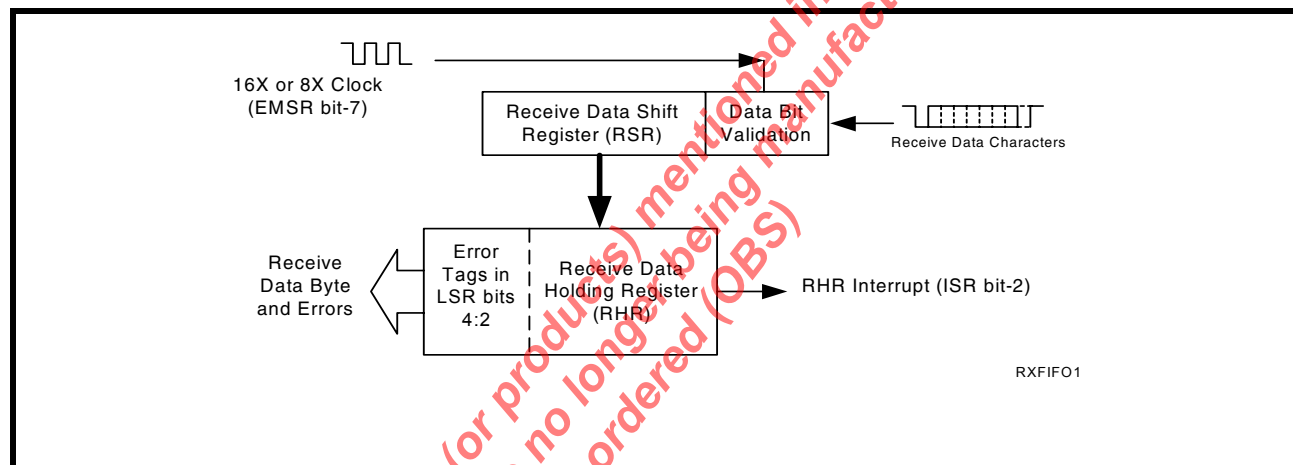 16X or 8X Clock
(EMSR bit-7)
Receive Data Shift
Register (RSR)
Data Bit
Validation
Receive Data Characters
Receive
Data Byte
and Errors
Error
Tags in
LSR bits
4:2
Receive Data
Holding Register
(RHR)
RHR Interrupt (ISR bit-2)
RXFIFO1
(or products) mentioned in
no longer being manufact
ordered (OBS)